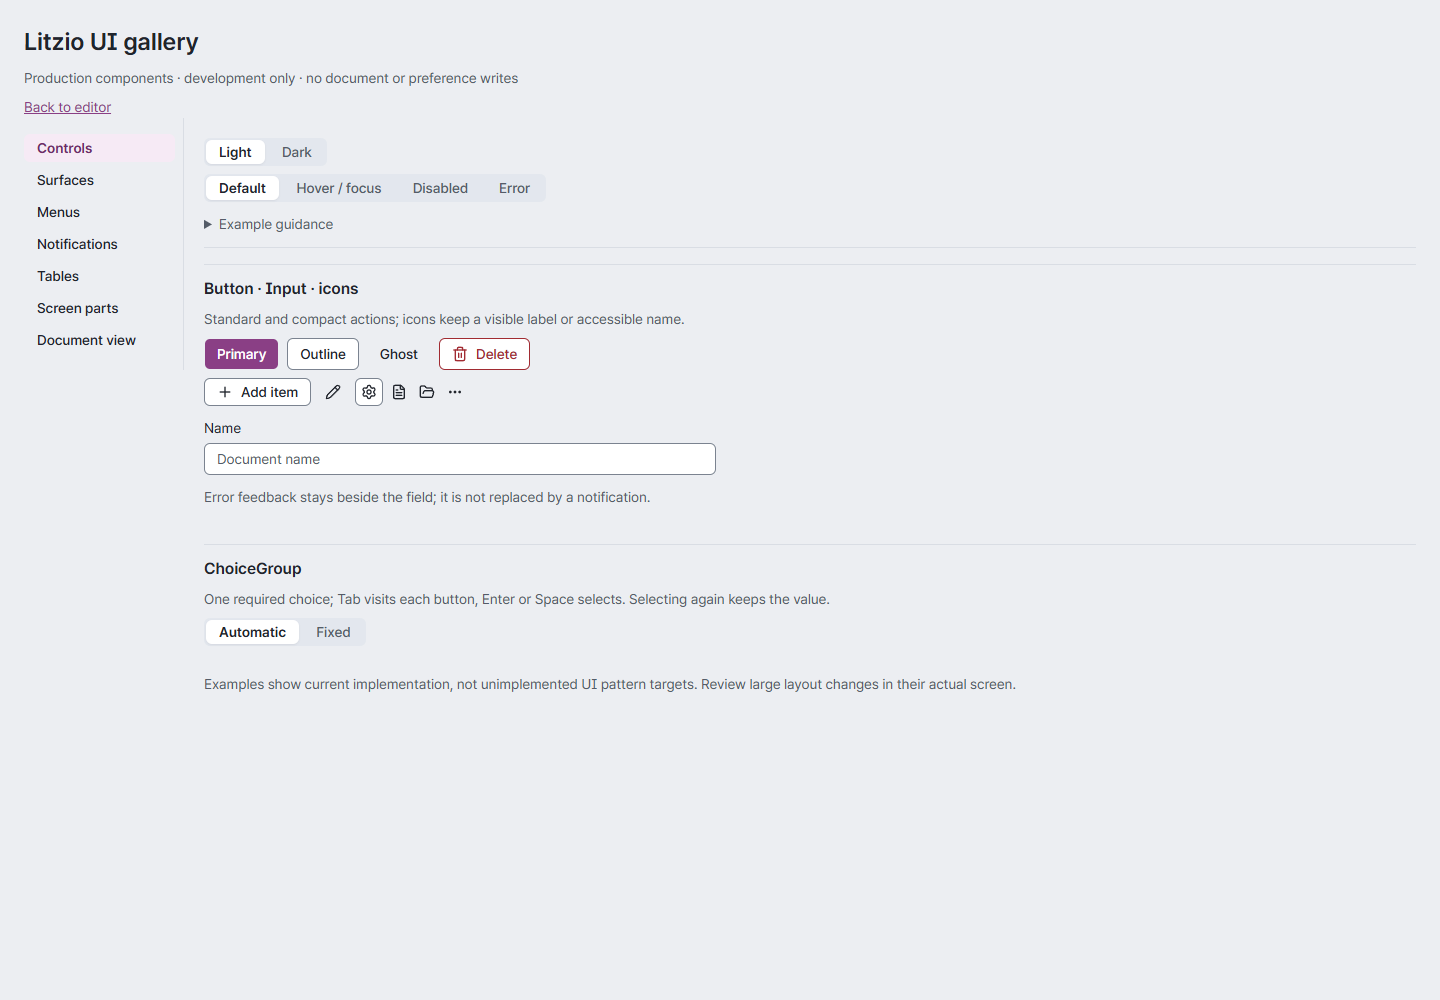 Litzio UI gallery
Production components · development only · no document or preference writes
Back to editor
Controls
Surfaces
Menus
Notifications
Tables
Screen parts
Document view
Light Dark
Default Hover / focus Disabled Error
Example guidance
Button · Input · icons
Standard and compact actions; icons keep a visible label or accessible name.
Primary Outline Ghost Delete
Add item
Name
Document name
Error feedback stays beside the field; it is not replaced by a notification.
ChoiceGroup
One required choice; Tab visits each button, Enter or Space selects. Selecting again keeps the value.
Automatic Fixed
Examples show current implementation, not unimplemented UI pattern targets. Review large layout changes in their actual screen.